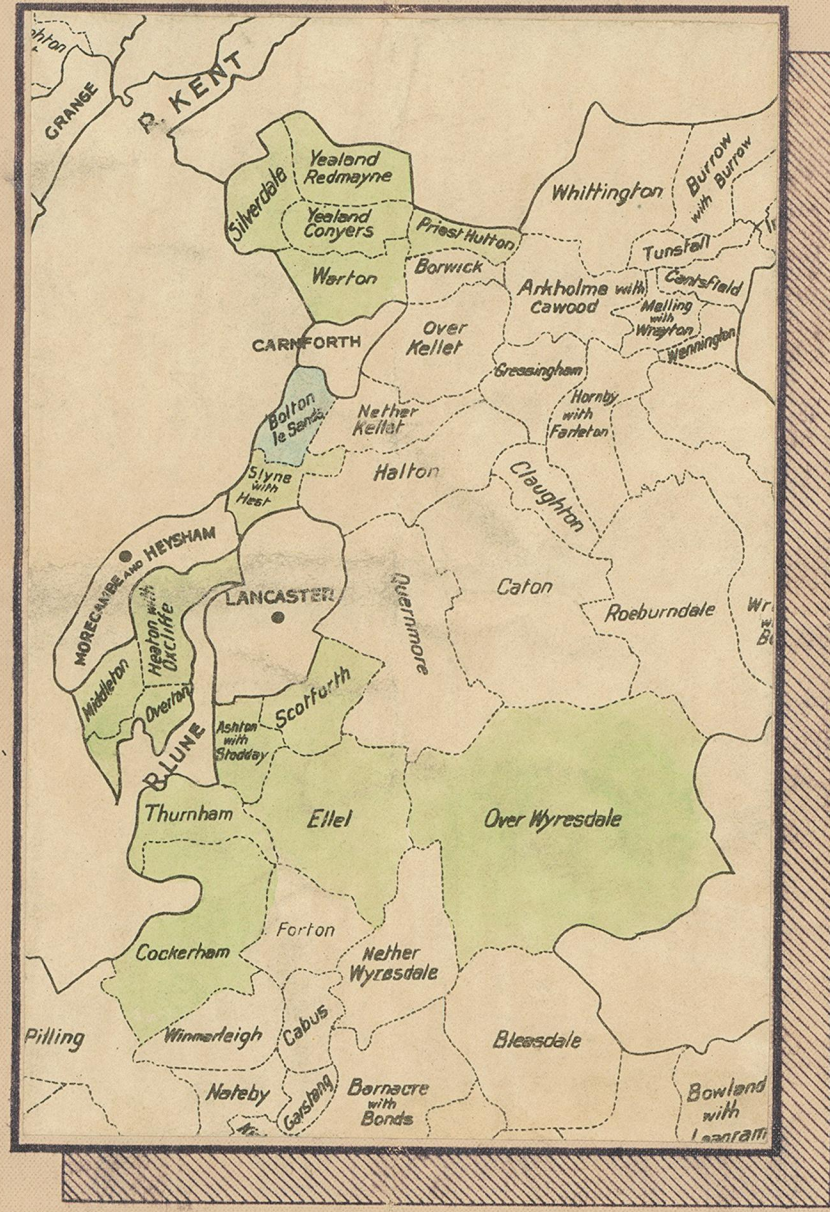 GRANGE
R. KENT
Silverdale
Yealand
Redmayne
Yealand
Conyers
Priest Hutton
Warton
Borwick
Whittington
Burrow
with Burrow
Tunstall
Cantsfield
Arkholme with
Cawood
Melling
with
Wrayton
Wennington
CARNFORTH
Over
Kellet
Gressingham
Hornby
with
Farleton
Bolton
le Sands
Nether
Kellet
Slyne
with
Hest
Halton
Claughton
MORECAMBE AND HEYSHAM
Heaton with
Oxcliffe
LANCASTER
Quernmore
Caton
Roeburndale
Middleton
Overton
R. LUNE
Ashton
with
Stodday
Scotforth
Thurnham
Ellel
Over Wyresdale
Cockerham
Forton
Nether
Wyresdale
Pilling
Winmarleigh
Cabus
Bleasdale
Nateby
Garstang
Barnacre
with
Bonds
Bowland
with